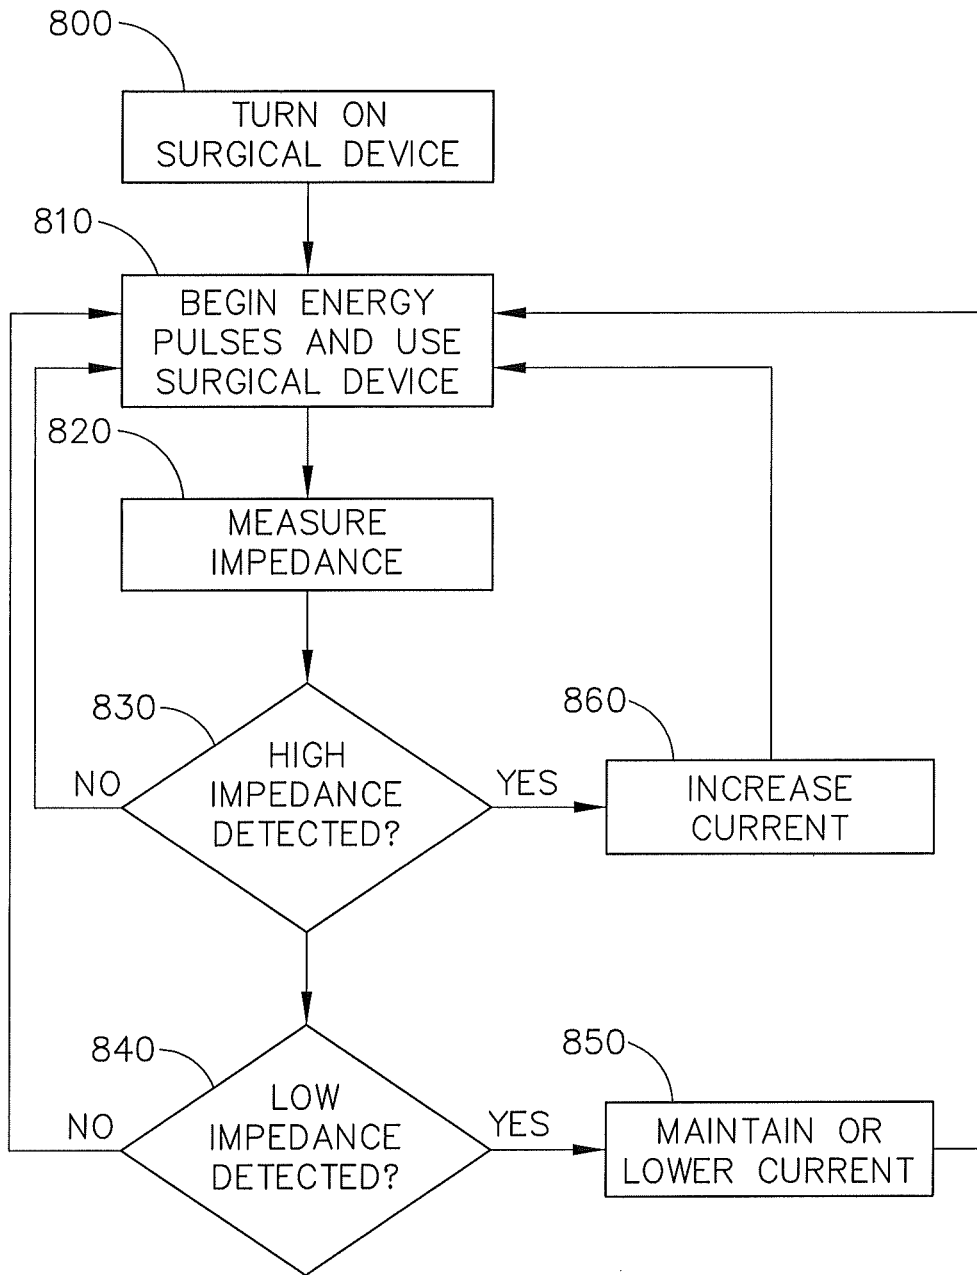 800
TURN ON
SURGICAL DEVICE
810
BEGIN ENERGY
PULSES AND USE
SURGICAL DEVICE
820
MEASURE
IMPEDANCE
830
HIGH
IMPEDANCE
DETECTED?
NO
YES
860
INCREASE
CURRENT
840
LOW
IMPEDANCE
DETECTED?
NO
YES
850
MAINTAIN OR
LOWER CURRENT